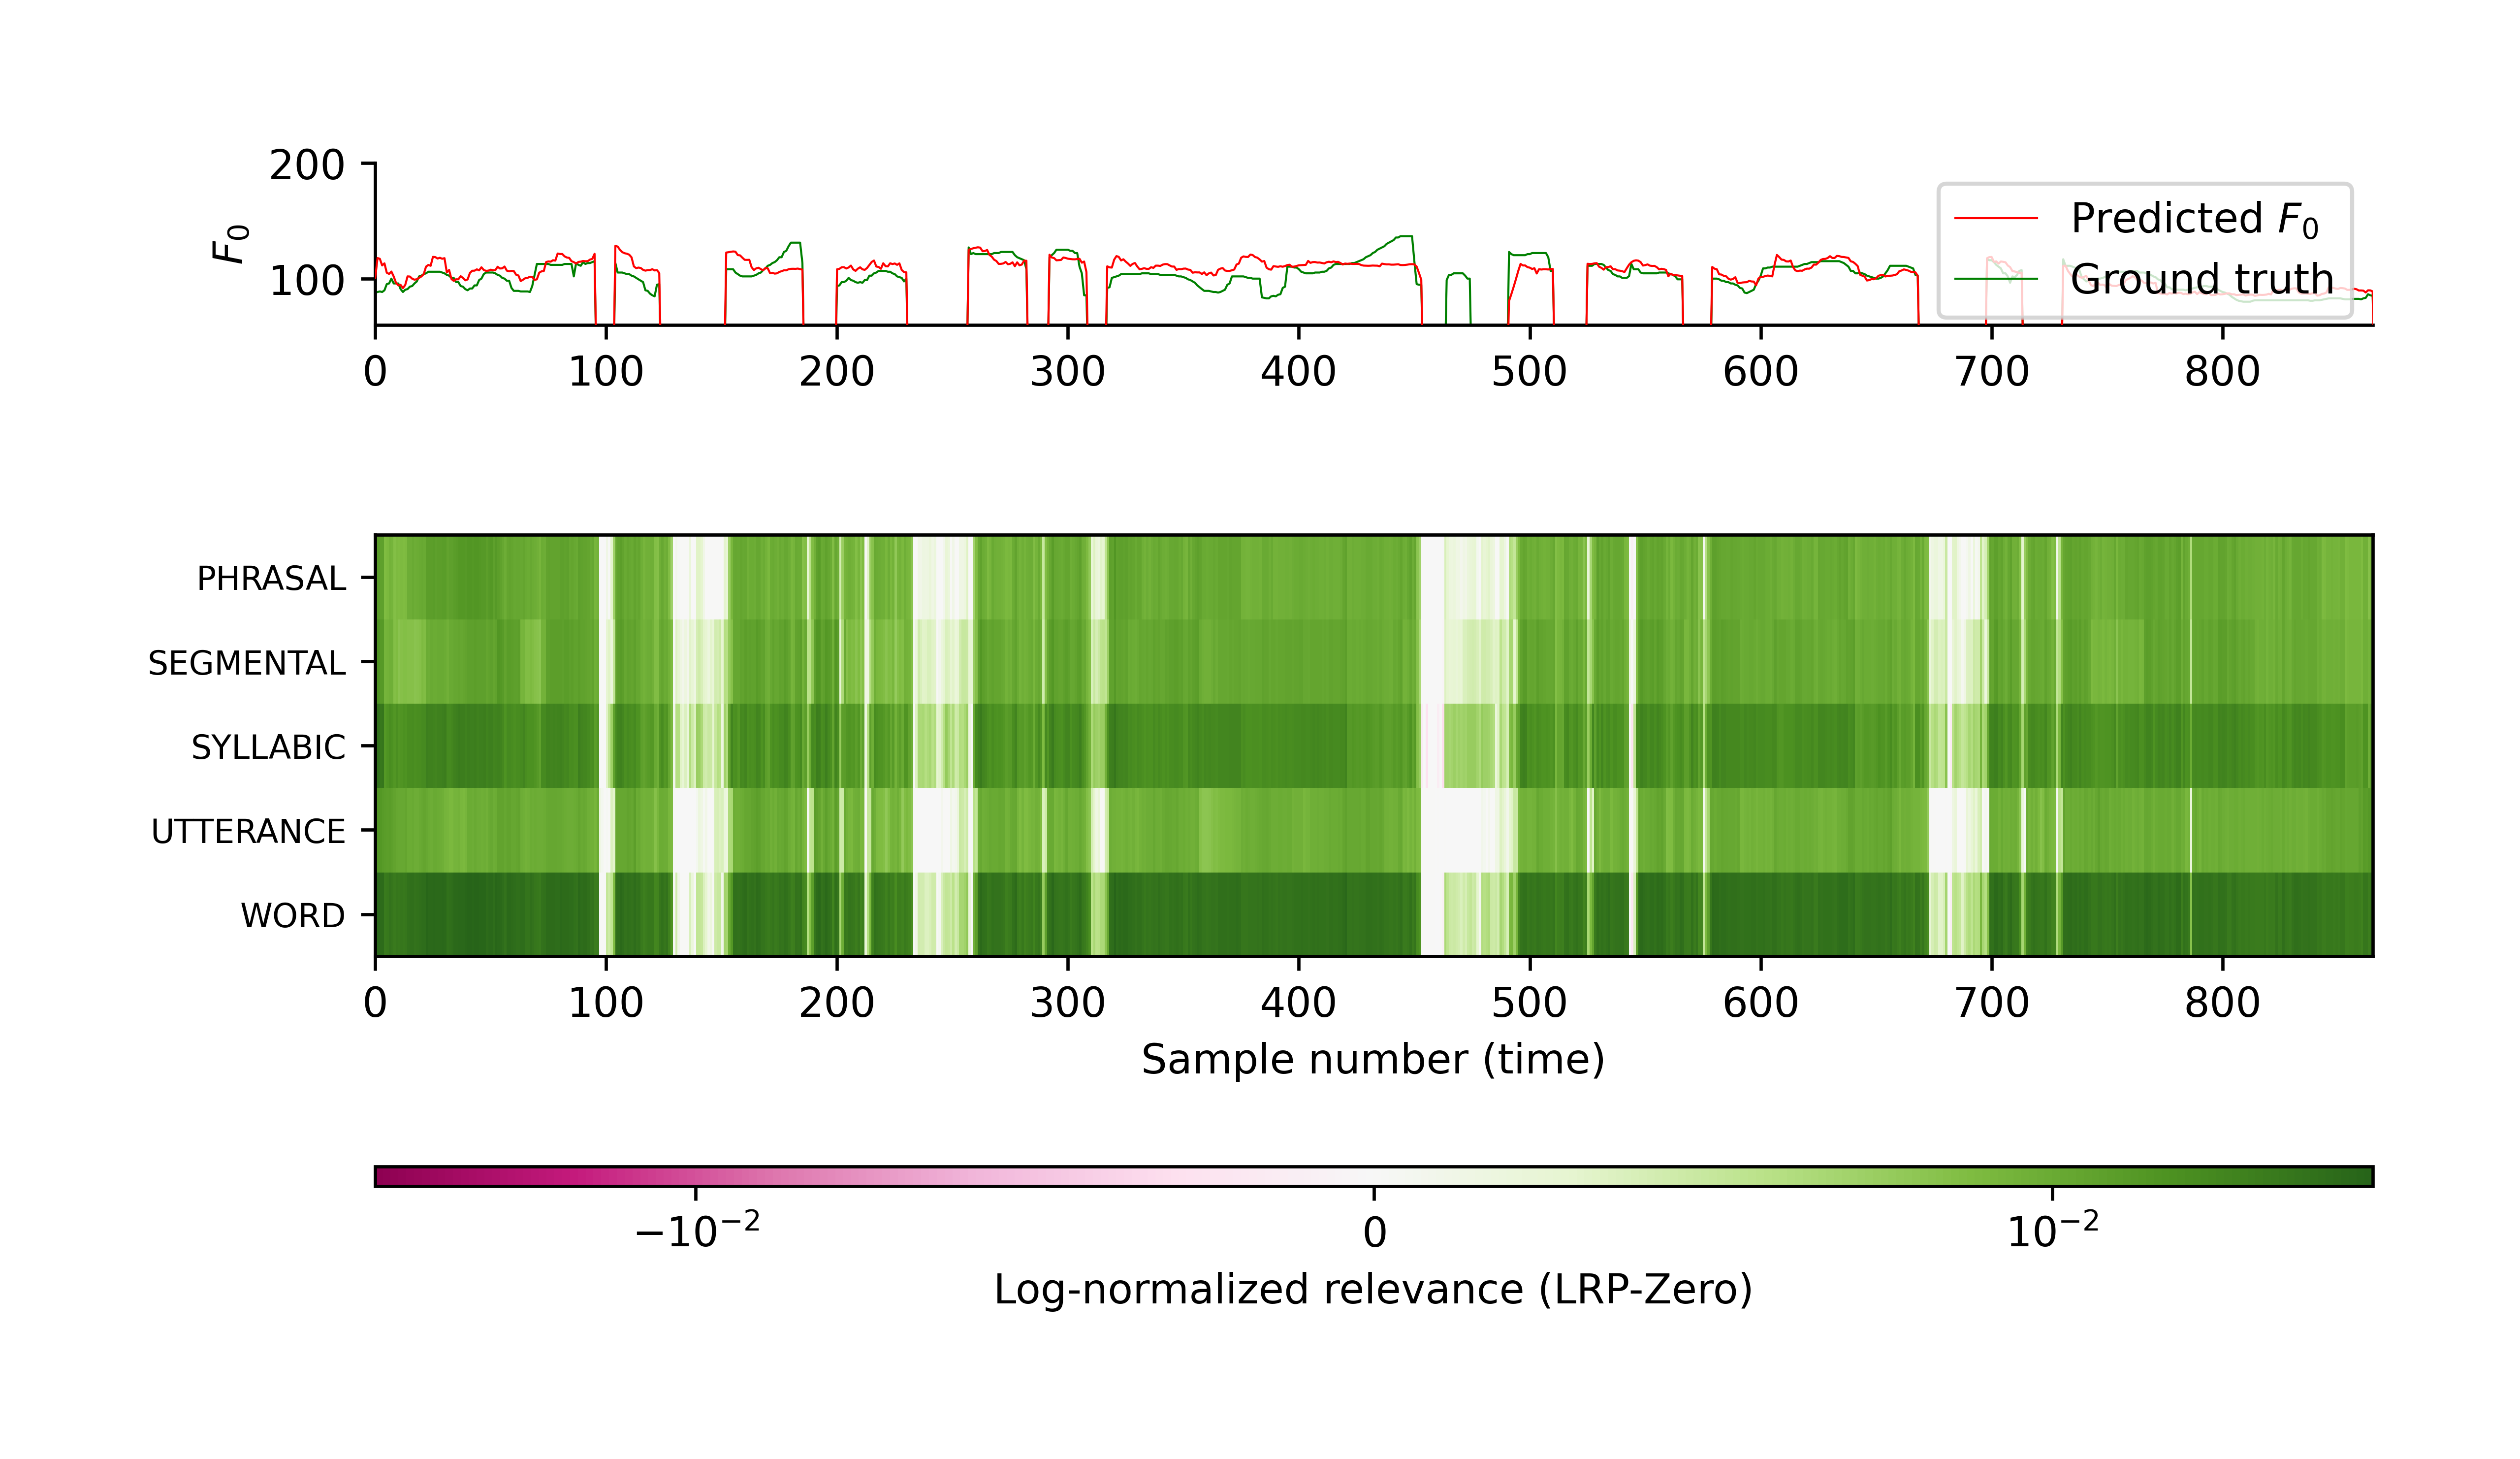 200
100
F₀
Predicted F₀
Ground truth
0 100 200 300 400 500 600 700 800
PHRASAL
SEGMENTAL
SYLLABIC
UTTERANCE
WORD
0 100 200 300 400 500 600 700 800
Sample number (time)
−10⁻² 0 10⁻²
Log-normalized relevance (LRP-Zero)